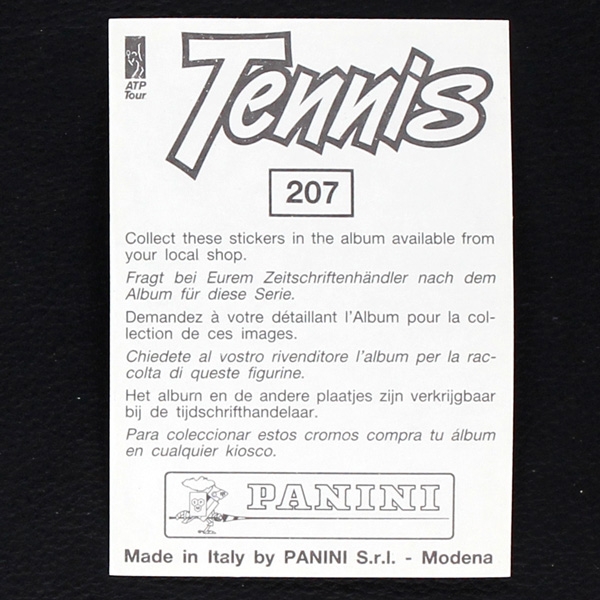 ATP
Tour
Tennis
207
Collect these stickers in the album available from
your local shop.
Fragt bei Eurem Zeitschriftenhändler nach dem
Album für diese Serie.
Demandez à votre détaillant l'Album pour la col-
lection de ces images.
Chiedete al vostro rivenditore l'album per la rac-
colta di queste figurine.
Het album en de andere plaatjes zijn verkrijgbaar
bij de tijdschrifthandelaar.
Para coleccionar estos cromos compra tu álbum
en cualquier kiosco.
PANINI
Made in Italy by PANINI S.r.l. - Modena